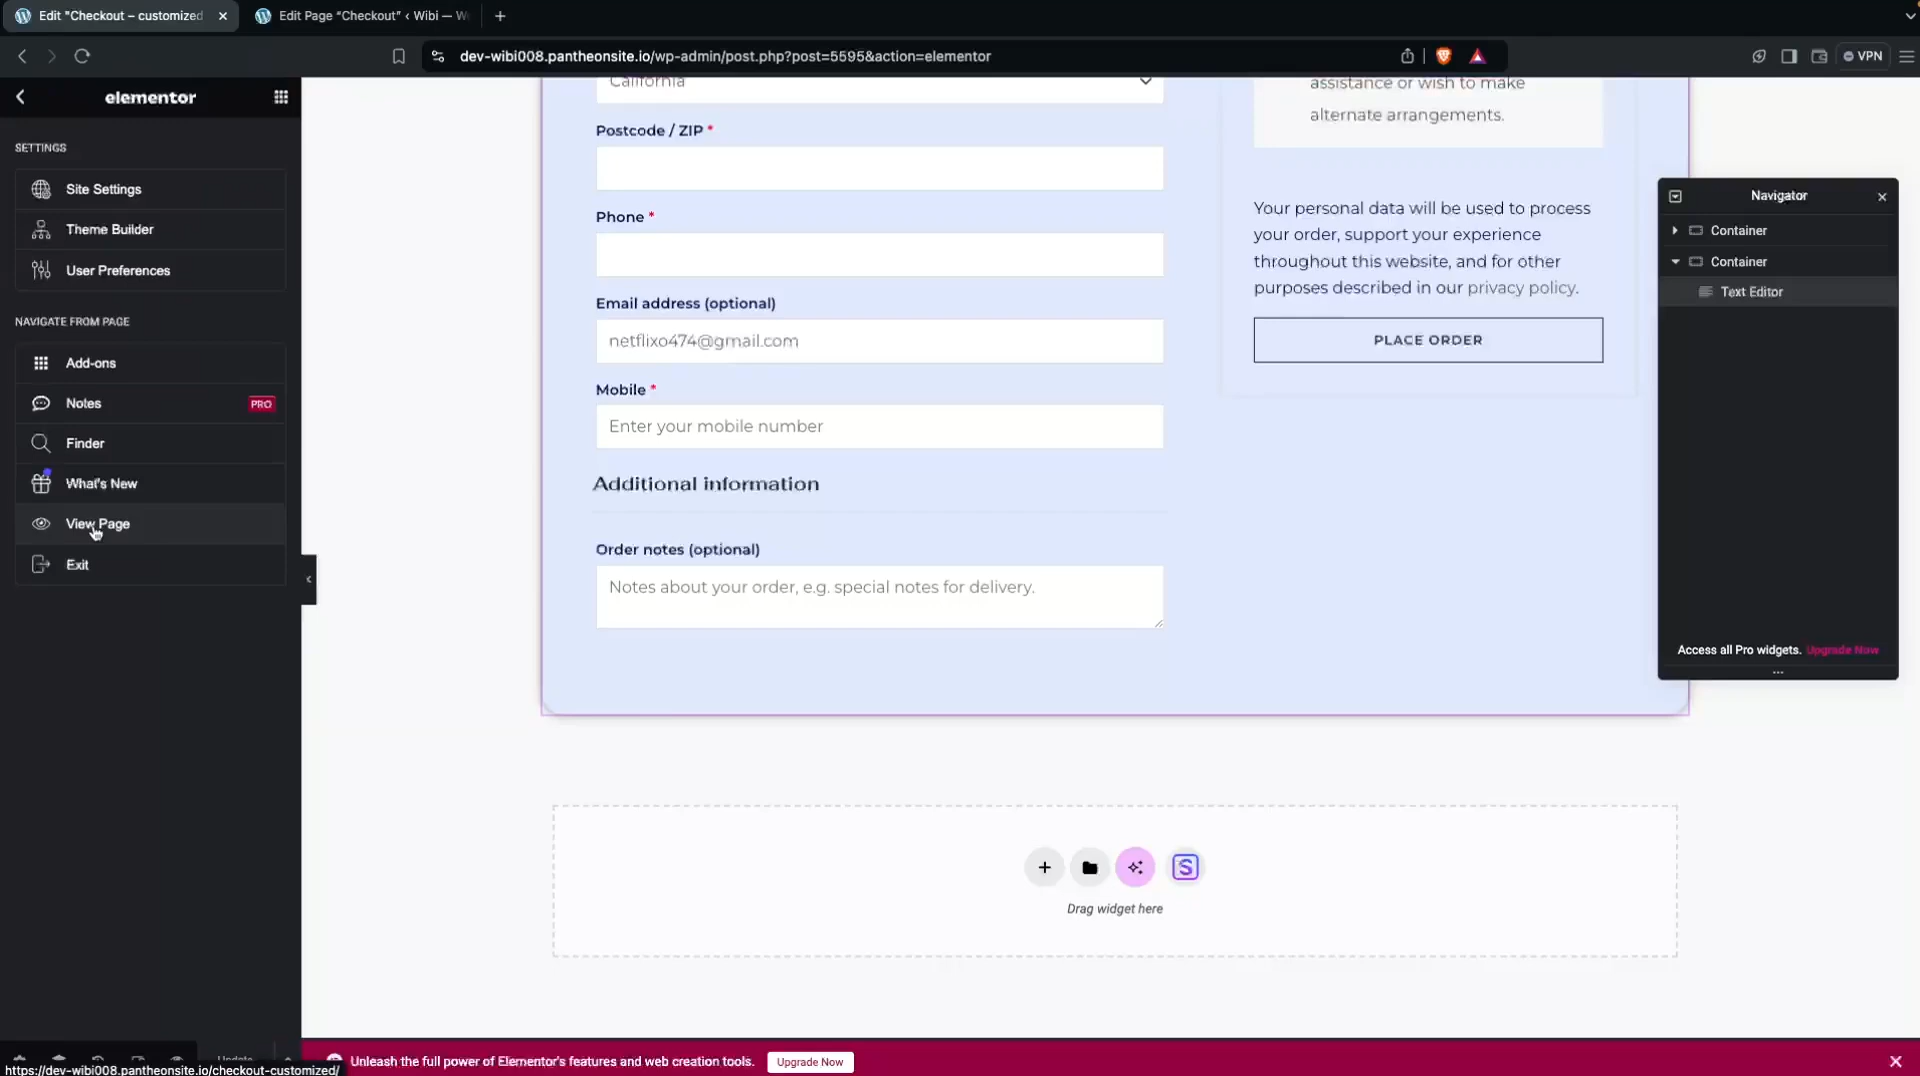 Edit "Checkout – customized
Edit Page "Checkout" ‹ Wibi — W
dev-wibi008.pantheonsite.io/wp-admin/post.php?post=5595&action=elementor
VPN
elementor
SETTINGS
Site Settings
Theme Builder
User Preferences
NAVIGATE FROM PAGE
Add-ons
Notes
PRO
Finder
What's New
View Page
Exit
Update
https://dev-wibi008.pantheonsite.io/checkout-customized/
California
Postcode / ZIP *
Phone *
Email address (optional)
netflixo474@gmail.com
Mobile *
Enter your mobile number
Additional information
Order notes (optional)
Notes about your order, e.g. special notes for delivery.
assistance or wish to make
alternate arrangements.
Your personal data will be used to process
your order, support your experience
throughout this website, and for other
purposes described in our privacy policy.
PLACE ORDER
Navigator
Container
Container
Text Editor
Access all Pro widgets. Upgrade Now
Drag widget here
Unleash the full power of Elementor's features and web creation tools.
Upgrade Now